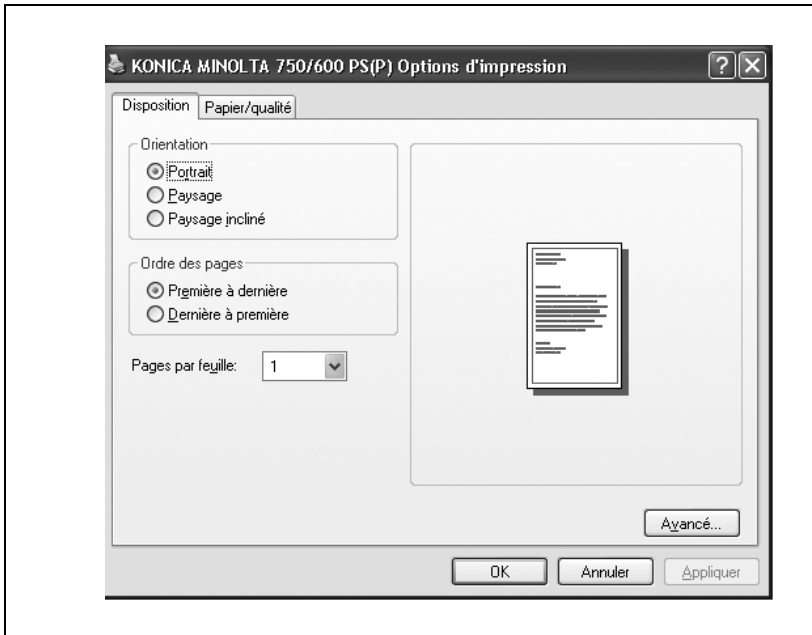 KONICA MINOLTA 750/600 PS(P) Options d'impression
Disposition
Papier/qualité
Orientation
Portrait
Paysage
Paysage incliné
Ordre des pages
Première à dernière
Dernière à première
Pages par feuille: 1
Avancé...
OK
Annuler
Appliquer